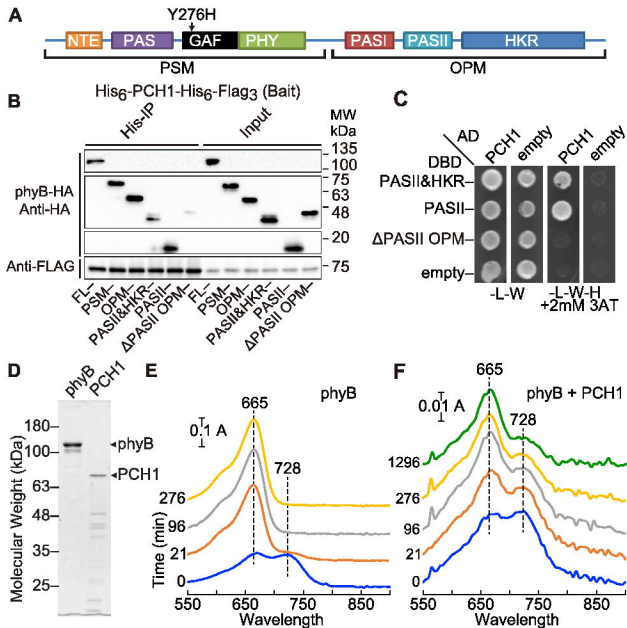 A
Y276H
NTE PAS GAF PHY PASI PASII HKR
PSM OPM
B
His6-PCH1-His6-Flag3 (Bait)
His-IP Input
MW
kDa
135
100
75
63
48
20
75
phyB-HA
Anti-HA
Anti-FLAG
FL PSM OPM PASII&HKR PASII ΔPASII OPM FL PSM OPM PASII&HKR PASII ΔPASII OPM
C
AD
DBD
PCH1 empty PCH1 empty
PASII&HKR
PASII
ΔPASII OPM
empty
-L-W -L-W-H
+2mM 3AT
D
phyB PCH1
Molecular Weight (kDa)
180
100
63
48
35
25
phyB
PCH1
E
phyB
665
0.1 A
728
Time (min)
276
96
21
0
550 650 750 850
Wavelength
F
phyB + PCH1
665
0.01 A
728
1296
276
96
21
0
550 650 750 850
Wavelength